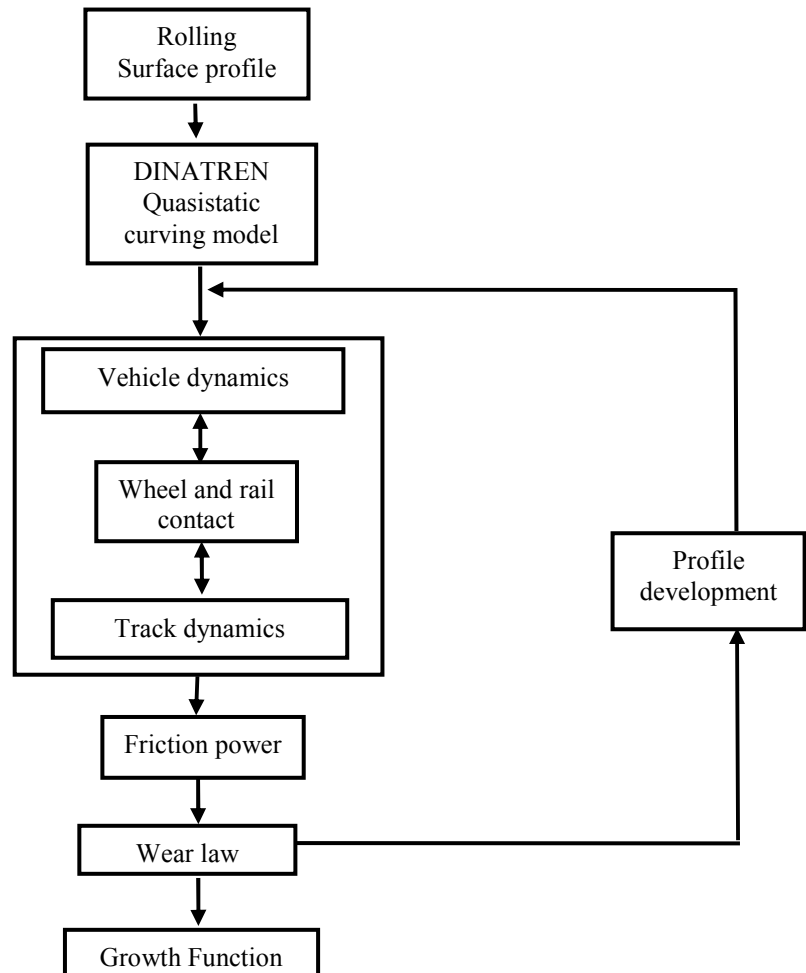 Rolling
Surface profile
DINATREN
Quasistatic
curving model
Vehicle dynamics
Wheel and rail
contact
Profile
development
Track dynamics
Friction power
Wear law
Growth Function